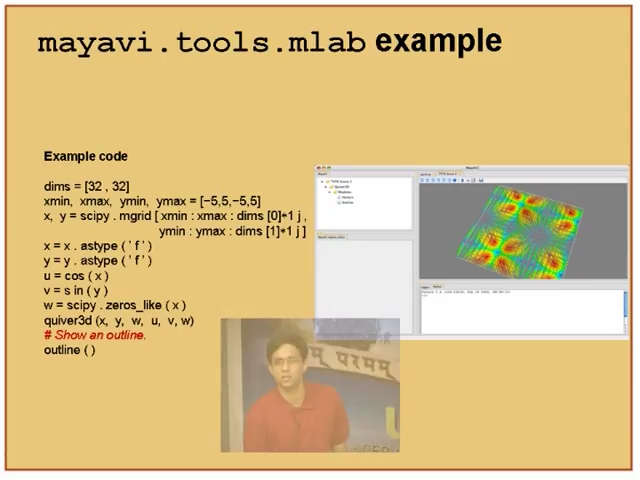 mayavi.tools.mlab example
Example code
dims = [32 , 32]
xmin, xmax, ymin, ymax = [−5,5,−5,5]
x, y = scipy . mgrid [ xmin : xmax : dims [0]*1 j ,
ymin : ymax : dims [1]*1 j ]
x = x . astype ( ' f ' )
y = y . astype ( ' f ' )
u = cos ( x )
v = s in ( y )
w = scipy . zeros_like ( x )
quiver3d (x, y, w, u, v, w)
# Show an outline.
outline ( )
परमम्